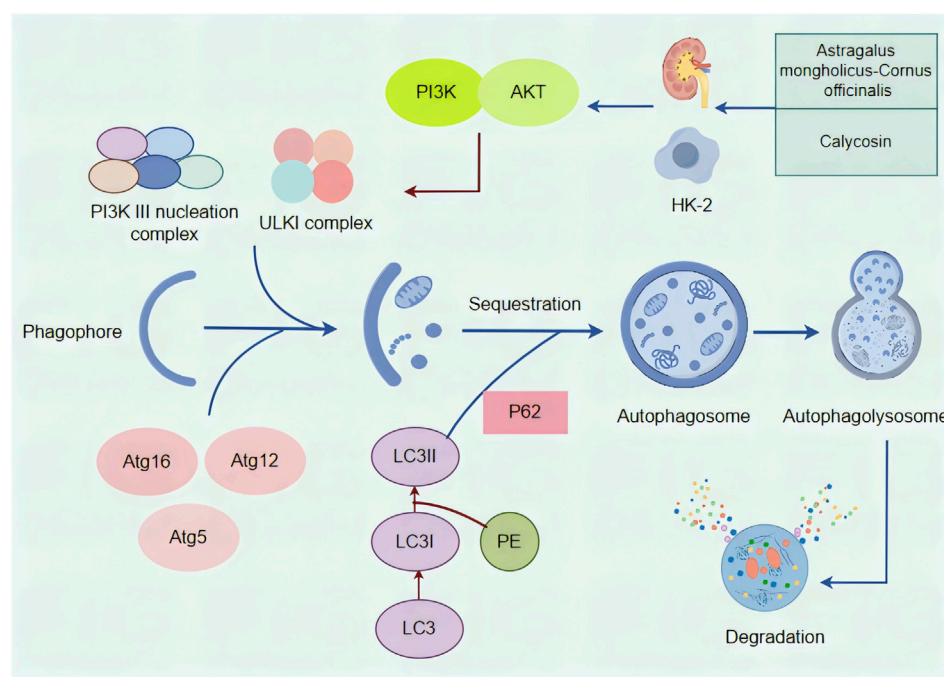 Astragalus
mongholicus-Cornus
officinalis
Calycosin
PI3K
AKT
HK-2
PI3K III nucleation
complex
ULKI complex
Phagophore
Sequestration
Autophagosome
Autophagolysosome
P62
Atg16
Atg12
Atg5
LC3II
LC3I
PE
LC3
Degradation